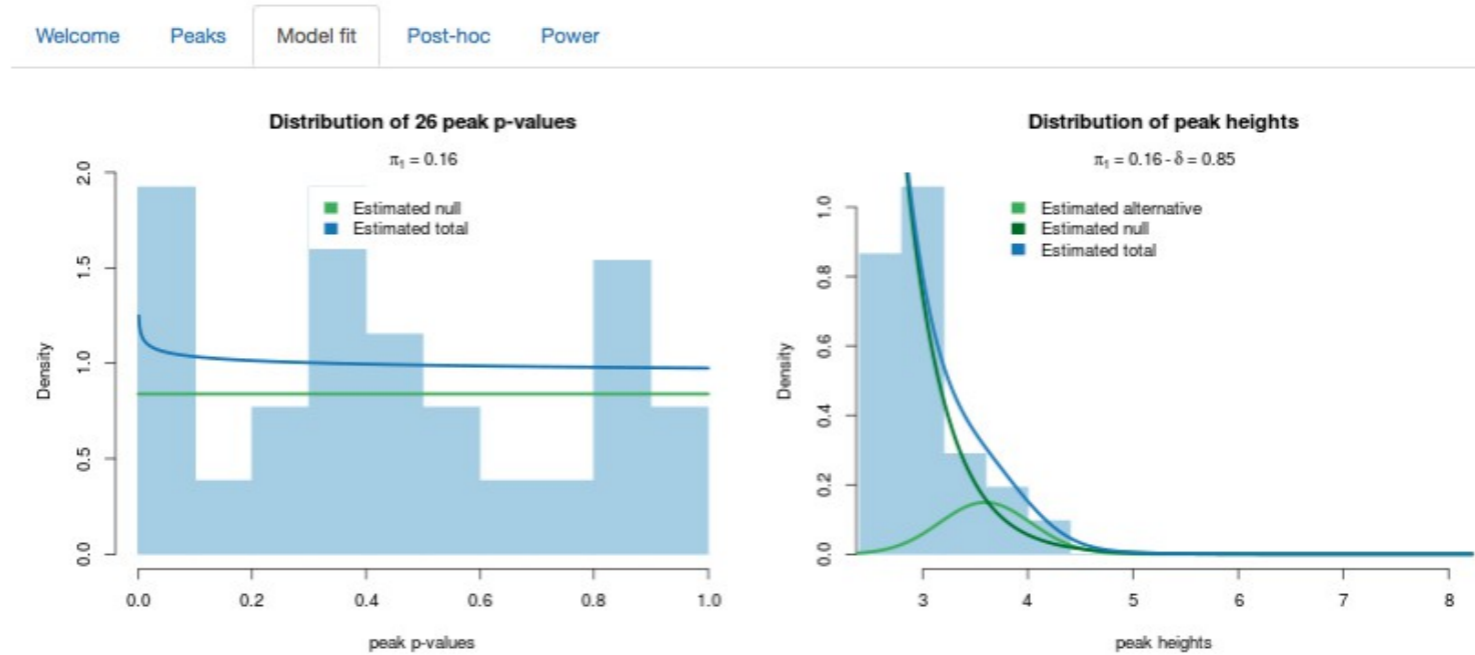 Welcome Peaks Model fit Post-hoc Power
Distribution of 26 peak p-values
π₁ = 0.16
Estimated null
Estimated total
Density
0.0 0.5 1.0 1.5 2.0
0.0 0.2 0.4 0.6 0.8 1.0
peak p-values
Distribution of peak heights
π₁ = 0.16 - δ = 0.85
Estimated alternative
Estimated null
Estimated total
Density
0.0 0.2 0.4 0.6 0.8 1.0
3 4 5 6 7 8
peak heights